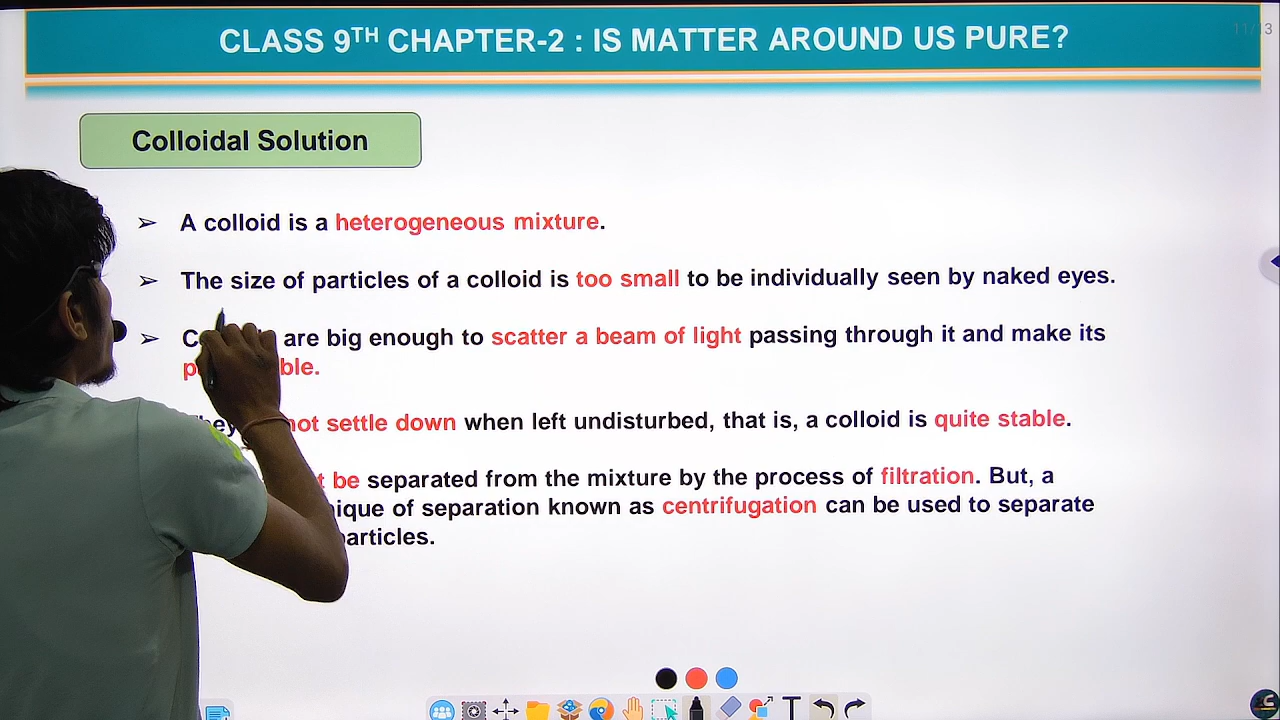 CLASS 9TH CHAPTER-2 : IS MATTER AROUND US PURE?
11/13
Colloidal Solution
➢ A colloid is a heterogeneous mixture.
➢ The size of particles of a colloid is too small to be individually seen by naked eyes.
➢ are big enough to scatter a beam of light passing through it and make its
not settle down when left undisturbed, that is, a colloid is quite stable.
be separated from the mixture by the process of filtration. But, a
of separation known as centrifugation can be used to separate
particles.
T